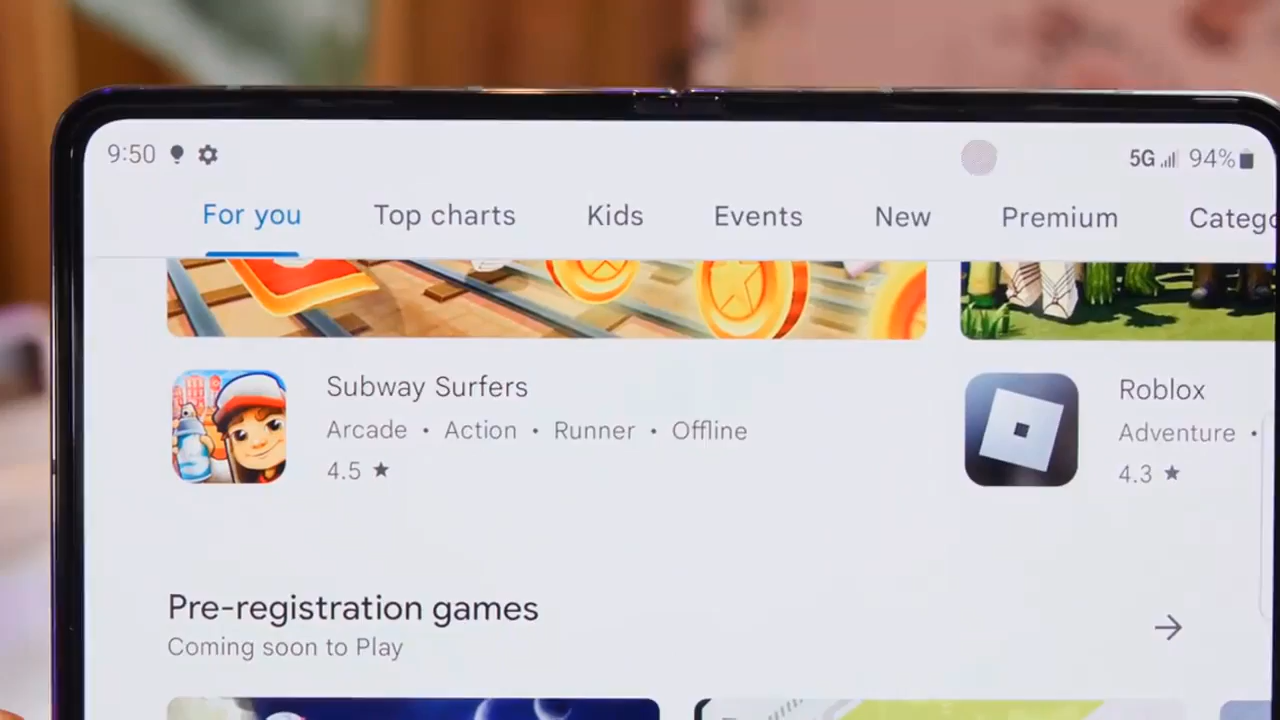 9:50 5G 94%
For you Top charts Kids Events New Premium Catego
Subway Surfers
Arcade • Action • Runner • Offline
4.5 ★
Roblox
Adventure •
4.3 ★
Pre-registration games
Coming soon to Play